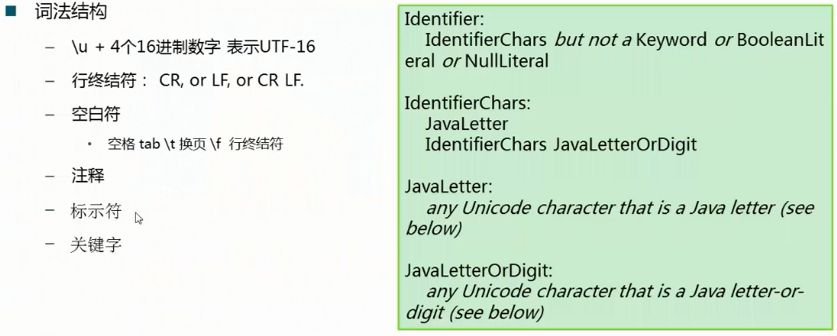 词法结构
– \u + 4个16进制数字 表示UTF-16
– 行终结符： CR, or LF, or CR LF.
– 空白符
• 空格 tab \t 换页 \f 行终结符
– 注释
– 标示符
– 关键字
Identifier:
IdentifierChars but not a Keyword or BooleanLit
eral or NullLiteral
IdentifierChars:
JavaLetter
IdentifierChars JavaLetterOrDigit
JavaLetter:
any Unicode character that is a Java letter (see
below)
JavaLetterOrDigit:
any Unicode character that is a Java letter-or-
digit (see below)